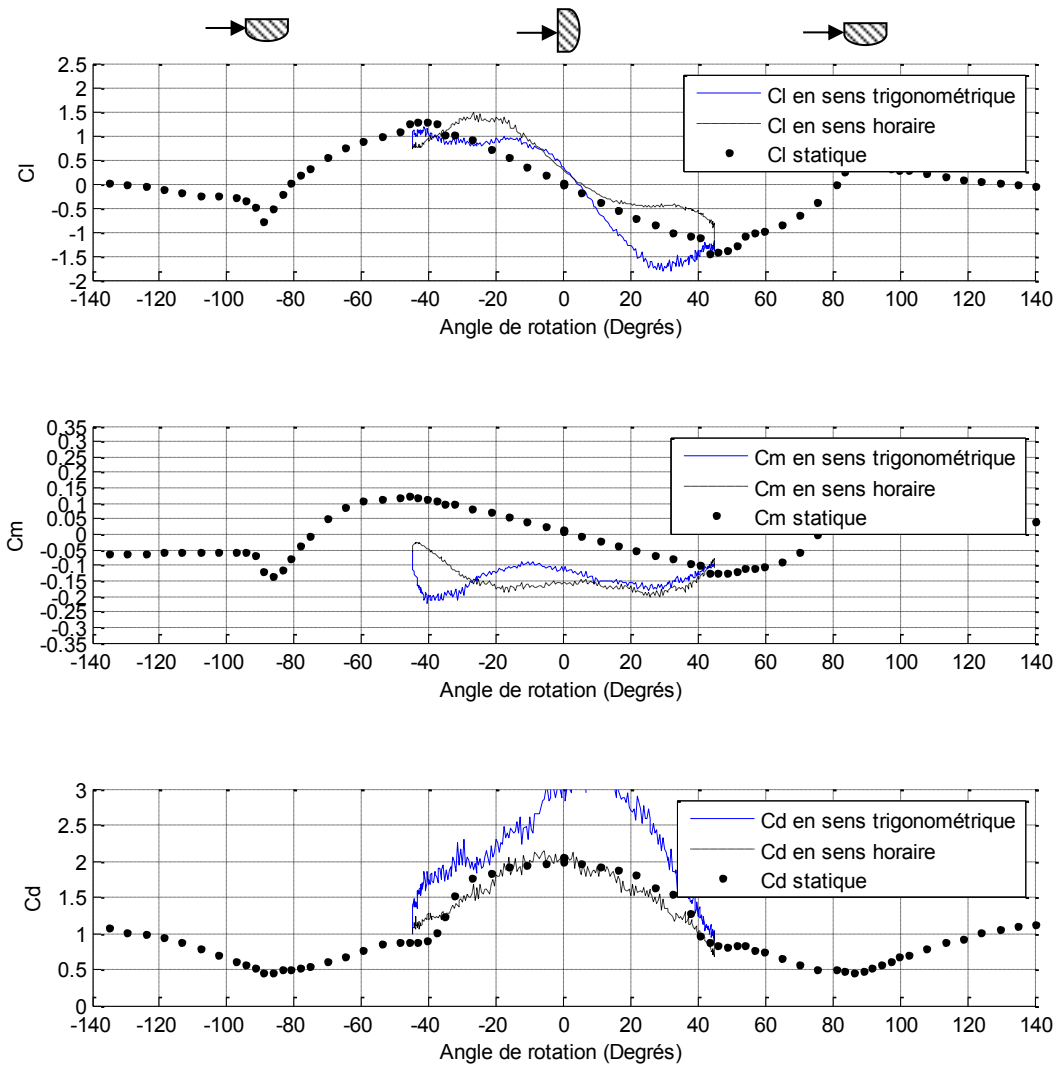 2.5
2
1.5
1
0.5
0
-0.5
-1
-1.5
-2
Cl
-140 -120 -100 -80 -60 -40 -20 0 20 40 60 80 100 120 140
Angle de rotation (Degrés)
Cl en sens trigonométrique
Cl en sens horaire
Cl statique
0.35
0.3
0.25
0.2
0.15
0.1
0.05
0
-0.05
-0.1
-0.15
-0.2
-0.25
-0.3
-0.35
Cm
-140 -120 -100 -80 -60 -40 -20 0 20 40 60 80 100 120 140
Angle de rotation (Degrés)
Cm en sens trigonométrique
Cm en sens horaire
Cm statique
3
2.5
2
1.5
1
0.5
0
Cd
-140 -120 -100 -80 -60 -40 -20 0 20 40 60 80 100 120 140
Angle de rotation (Degrés)
Cd en sens trigonométrique
Cd en sens horaire
Cd statique